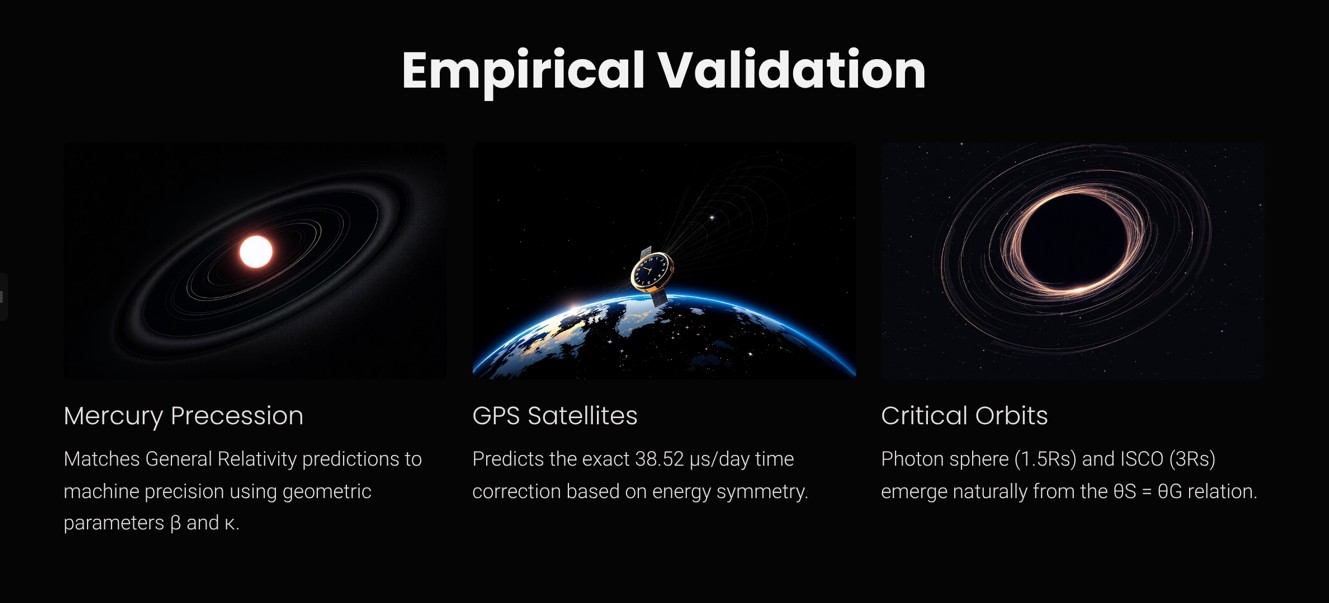 Empirical Validation
Mercury Precession
Matches General Relativity predictions to
machine precision using geometric
parameters β and κ.
GPS Satellites
Predicts the exact 38.52 μs/day time
correction based on energy symmetry.
Critical Orbits
Photon sphere (1.5Rs) and ISCO (3Rs)
emerge naturally from the θS = θG relation.